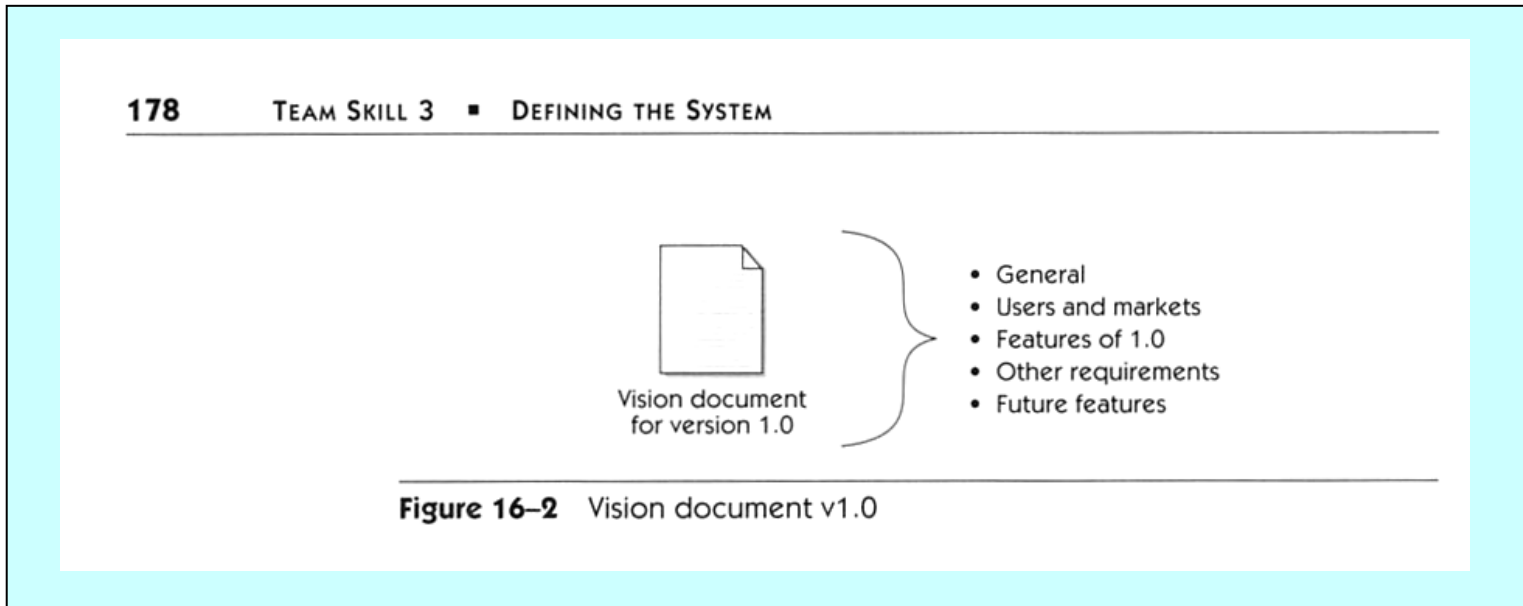 178 TEAM SKILL 3 ▪ DEFINING THE SYSTEM
Vision document
for version 1.0
• General
• Users and markets
• Features of 1.0
• Other requirements
• Future features
Figure 16–2 Vision document v1.0